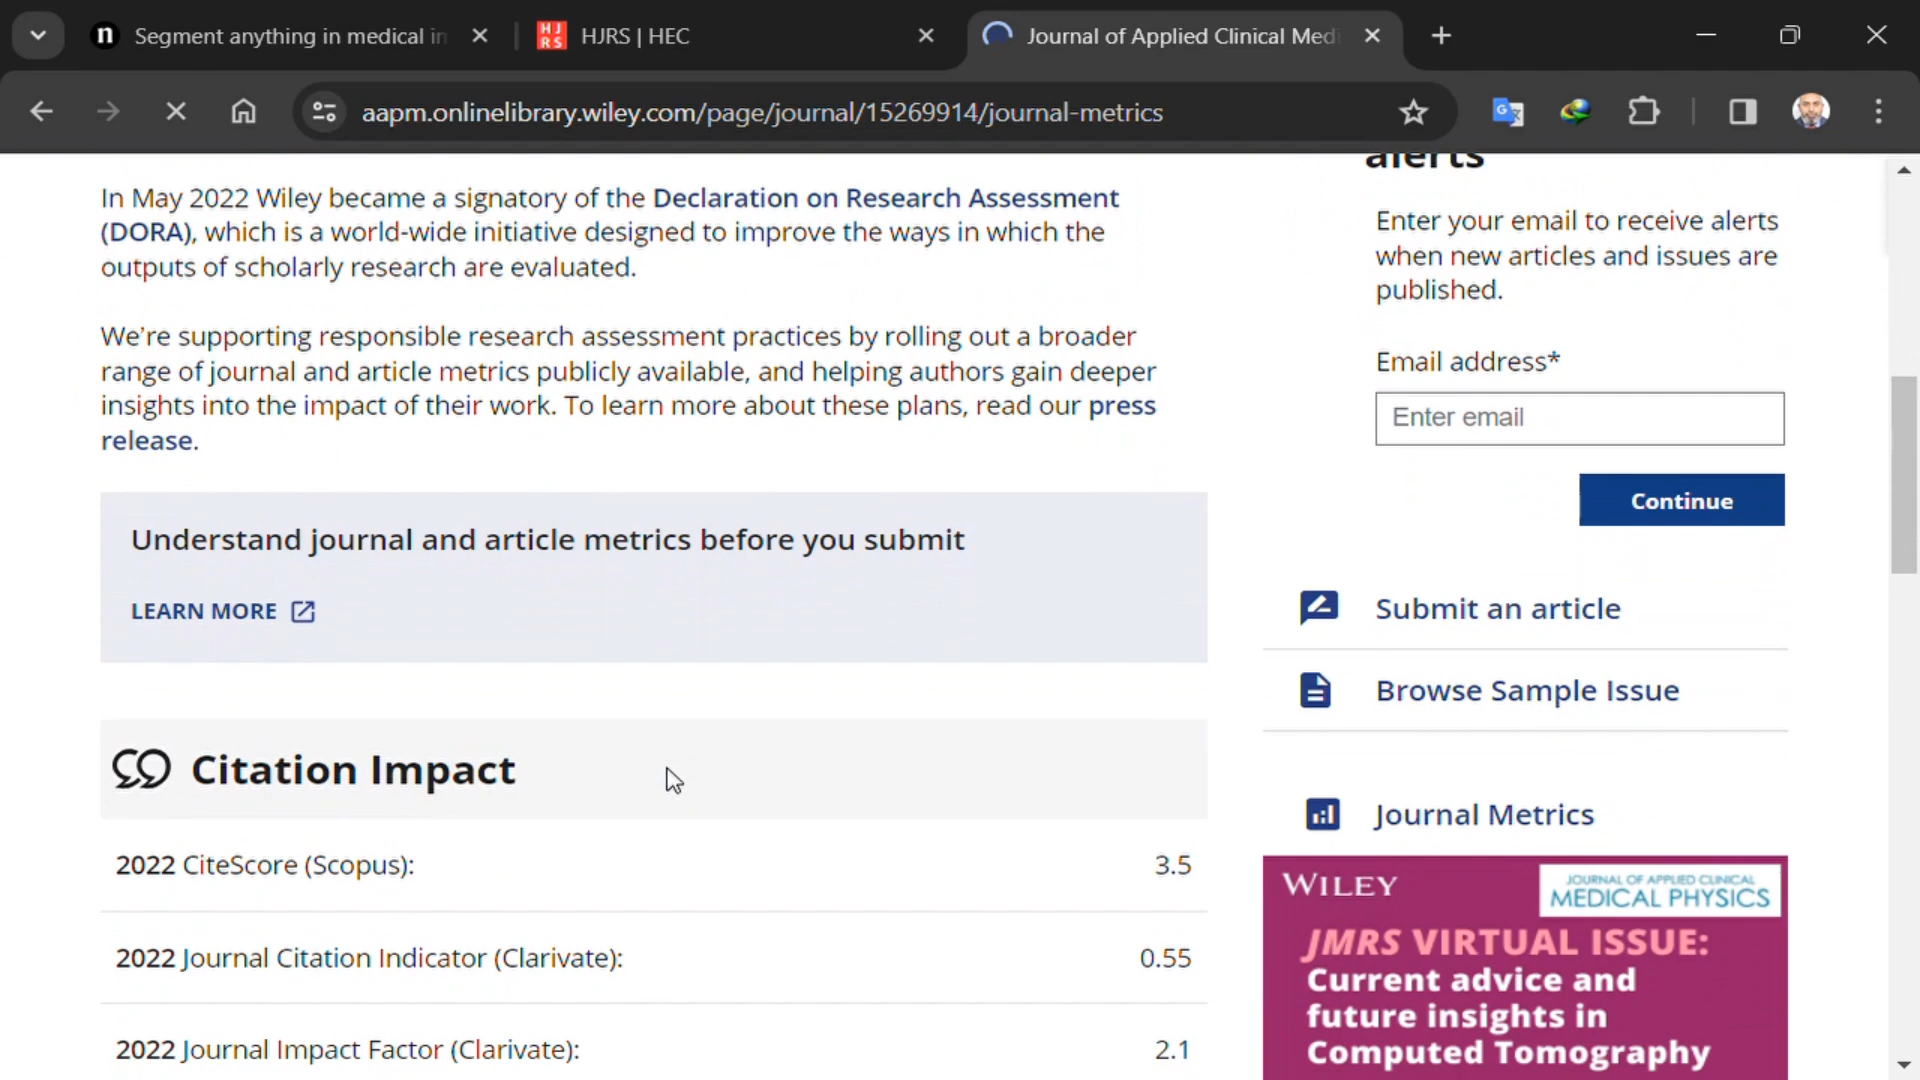 Segment anything in medical in
HJRS | HEC
Journal of Applied Clinical Medi
aapm.onlinelibrary.wiley.com/page/journal/15269914/journal-metrics
In May 2022 Wiley became a signatory of the Declaration on Research Assessment
(DORA), which is a world-wide initiative designed to improve the ways in which the
outputs of scholarly research are evaluated.
We’re supporting responsible research assessment practices by rolling out a broader
range of journal and article metrics publicly available, and helping authors gain deeper
insights into the impact of their work. To learn more about these plans, read our press
release.
Understand journal and article metrics before you submit
LEARN MORE
Citation Impact
2022 CiteScore (Scopus): 3.5
2022 Journal Citation Indicator (Clarivate): 0.55
2022 Journal Impact Factor (Clarivate): 2.1
alerts
Enter your email to receive alerts
when new articles and issues are
published.
Email address*
Enter email
Continue
Submit an article
Browse Sample Issue
Journal Metrics
WILEY
JOURNAL OF APPLIED CLINICAL
MEDICAL PHYSICS
JMRS VIRTUAL ISSUE:
Current advice and
future insights in
Computed Tomography